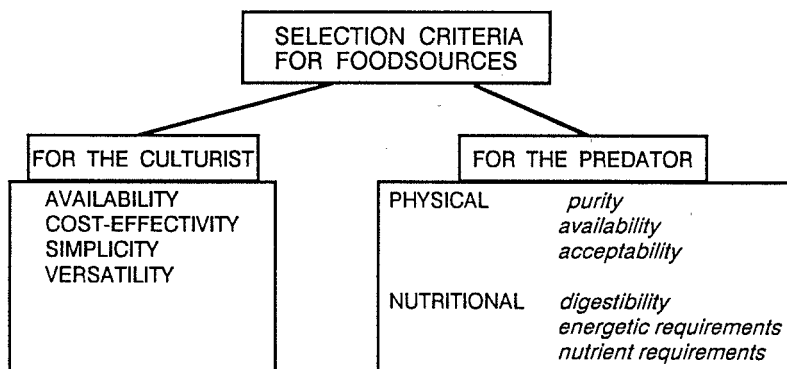 SELECTION CRITERIA
FOR FOODSOURCES
FOR THE CULTURIST
AVAILABILITY
COST-EFFECTIVITY
SIMPLICITY
VERSATILITY
FOR THE PREDATOR
PHYSICAL purity
availability
acceptability
NUTRITIONAL digestibility
energetic requirements
nutrient requirements